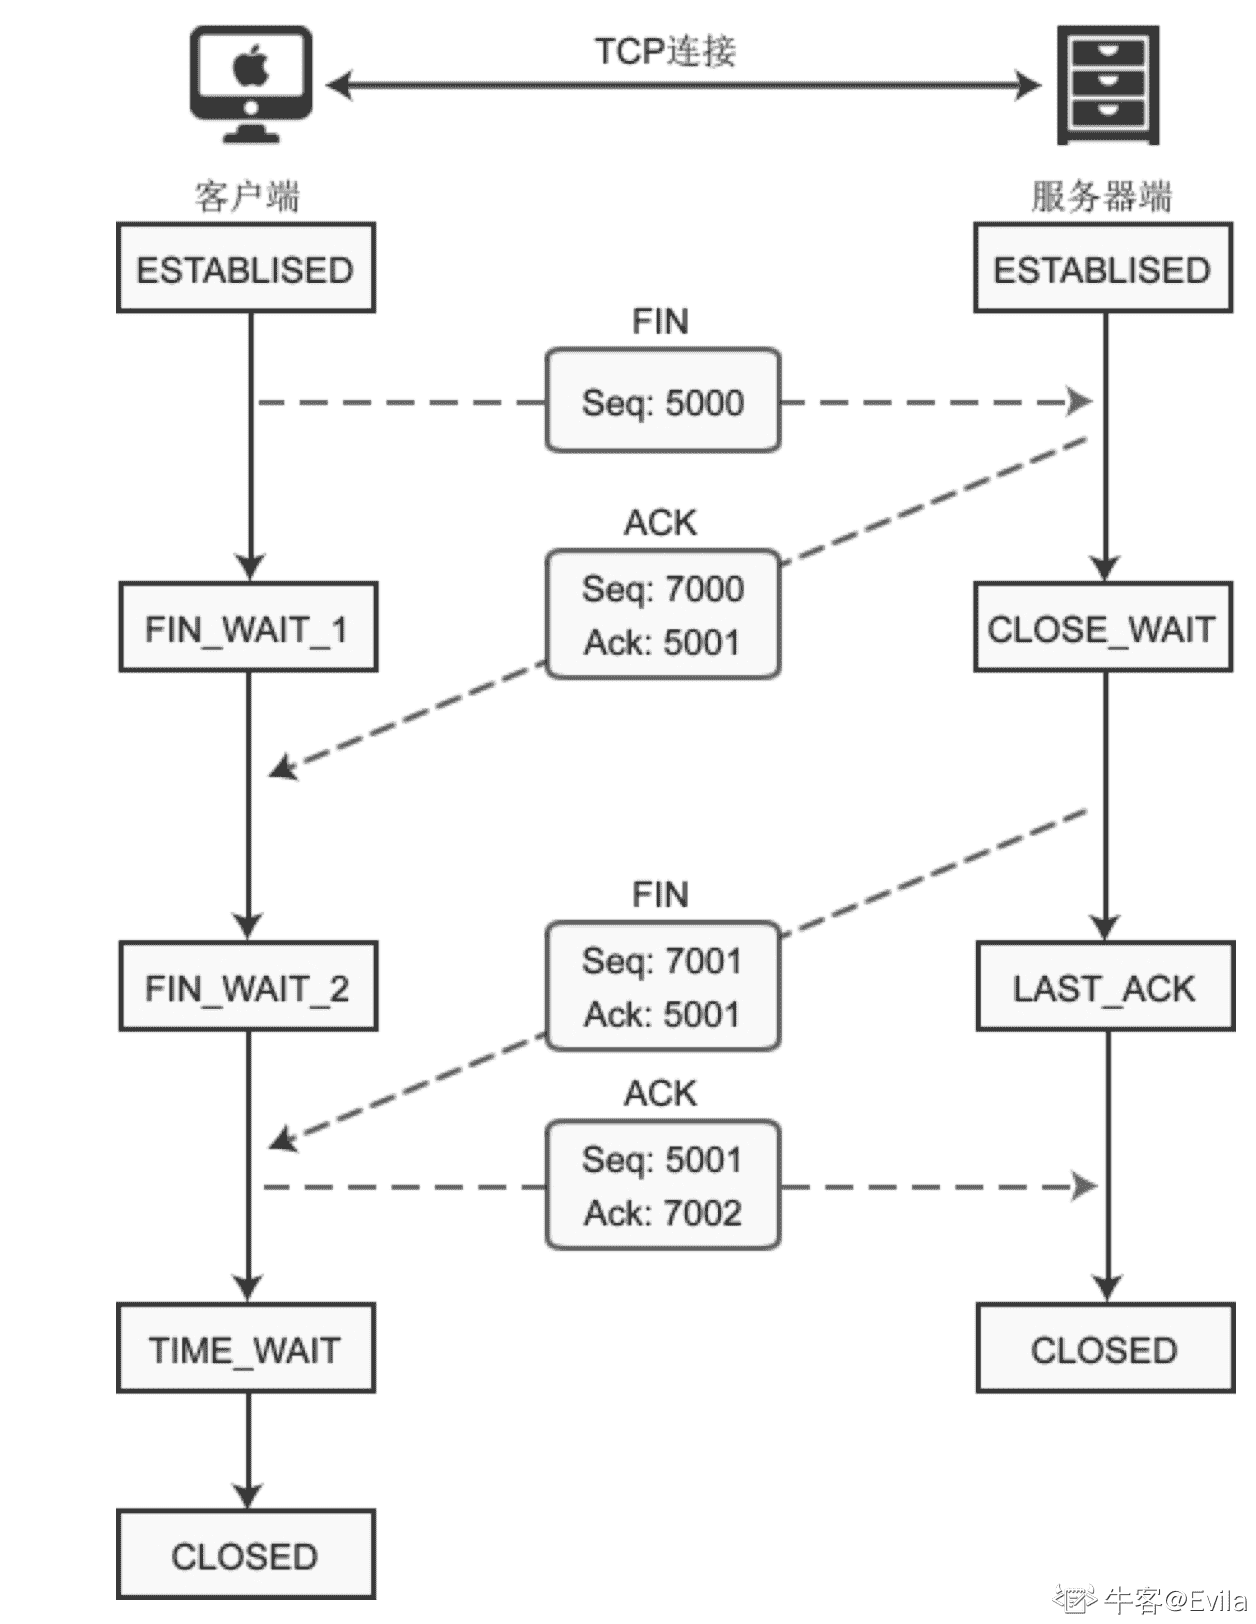 TCP连接
客户端
服务器端
ESTABLISED
ESTABLISED
FIN
Seq: 5000
ACK
Seq: 7000
Ack: 5001
FIN_WAIT_1
CLOSE_WAIT
FIN
Seq: 7001
Ack: 5001
FIN_WAIT_2
LAST_ACK
ACK
Seq: 5001
Ack: 7002
TIME_WAIT
CLOSED
CLOSED
牛客@Evila